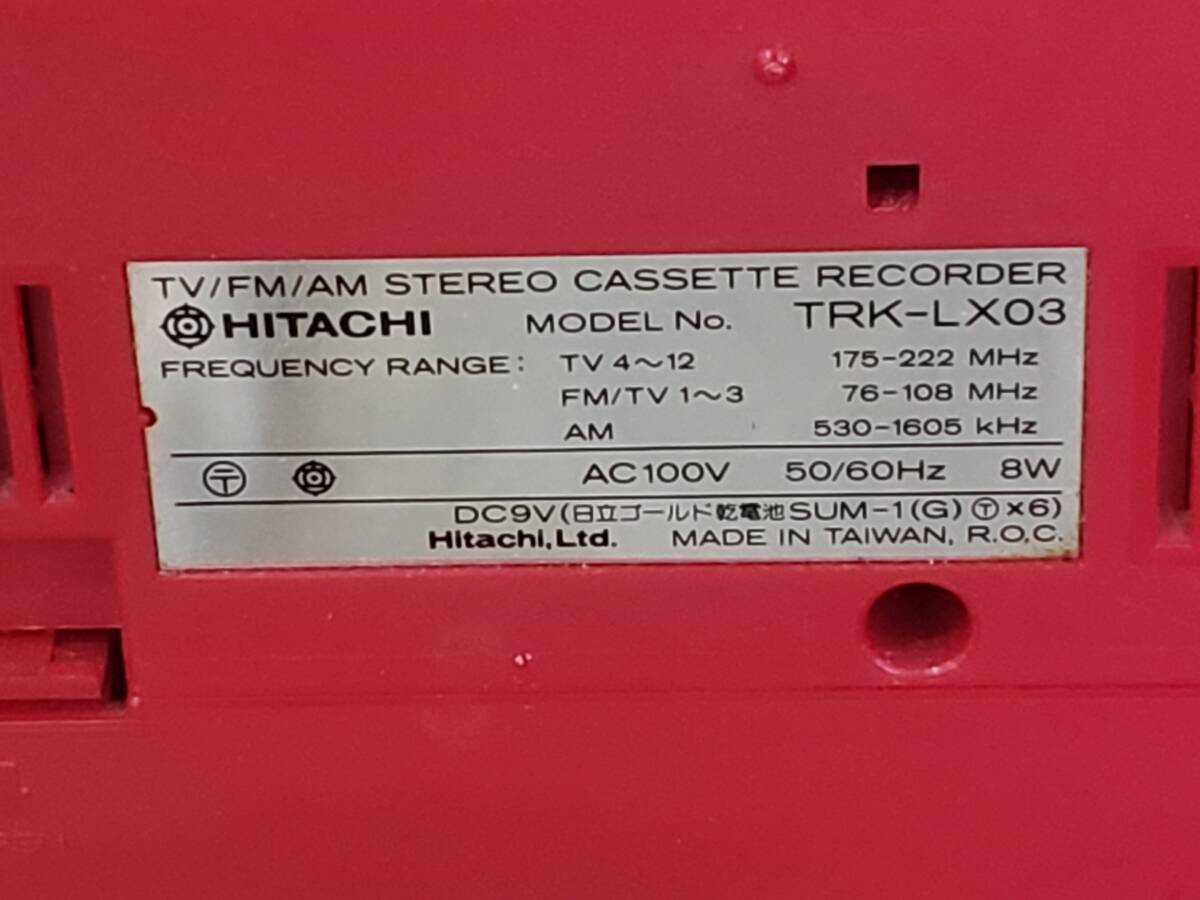 TV/FM/AM STEREO CASSETTE RECORDER
HITACHI MODEL No. TRK-LX03
FREQUENCY RANGE: TV 4~12 175-222 MHz
FM/TV 1~3 76-108 MHz
AM 530-1605 kHz
〒 AC100V 50/60Hz 8W
DC9V(日立ゴールド乾電池SUM-1(G) Ⓣ×6)
Hitachi,Ltd. MADE IN TAIWAN, R.O.C.